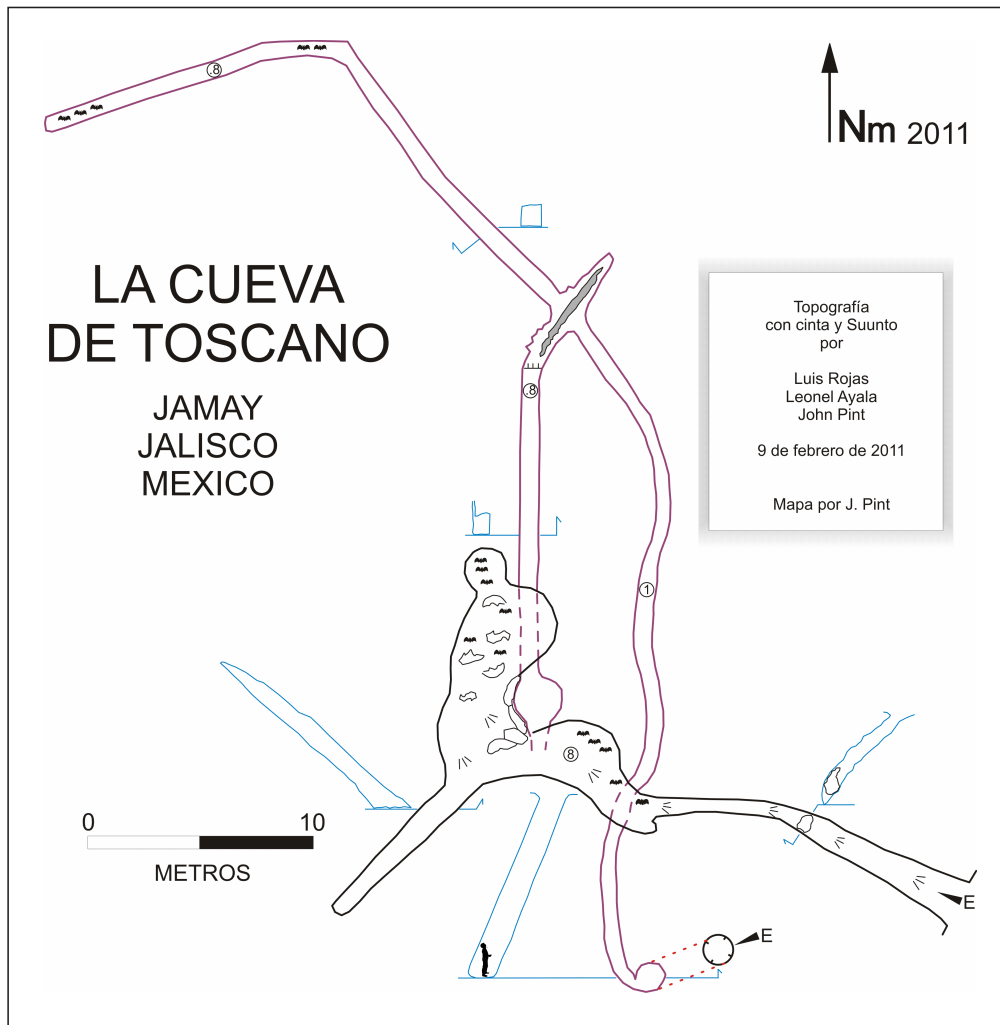 .8
Nm 2011
LA CUEVA
DE TOSCANO
JAMAY
JALISCO
MEXICO
Topografía
con cinta y Suunto
por
Luis Rojas
Leonel Ayala
John Pint
9 de febrero de 2011
Mapa por J. Pint
.8
1
8
0 10
METROS
E
E